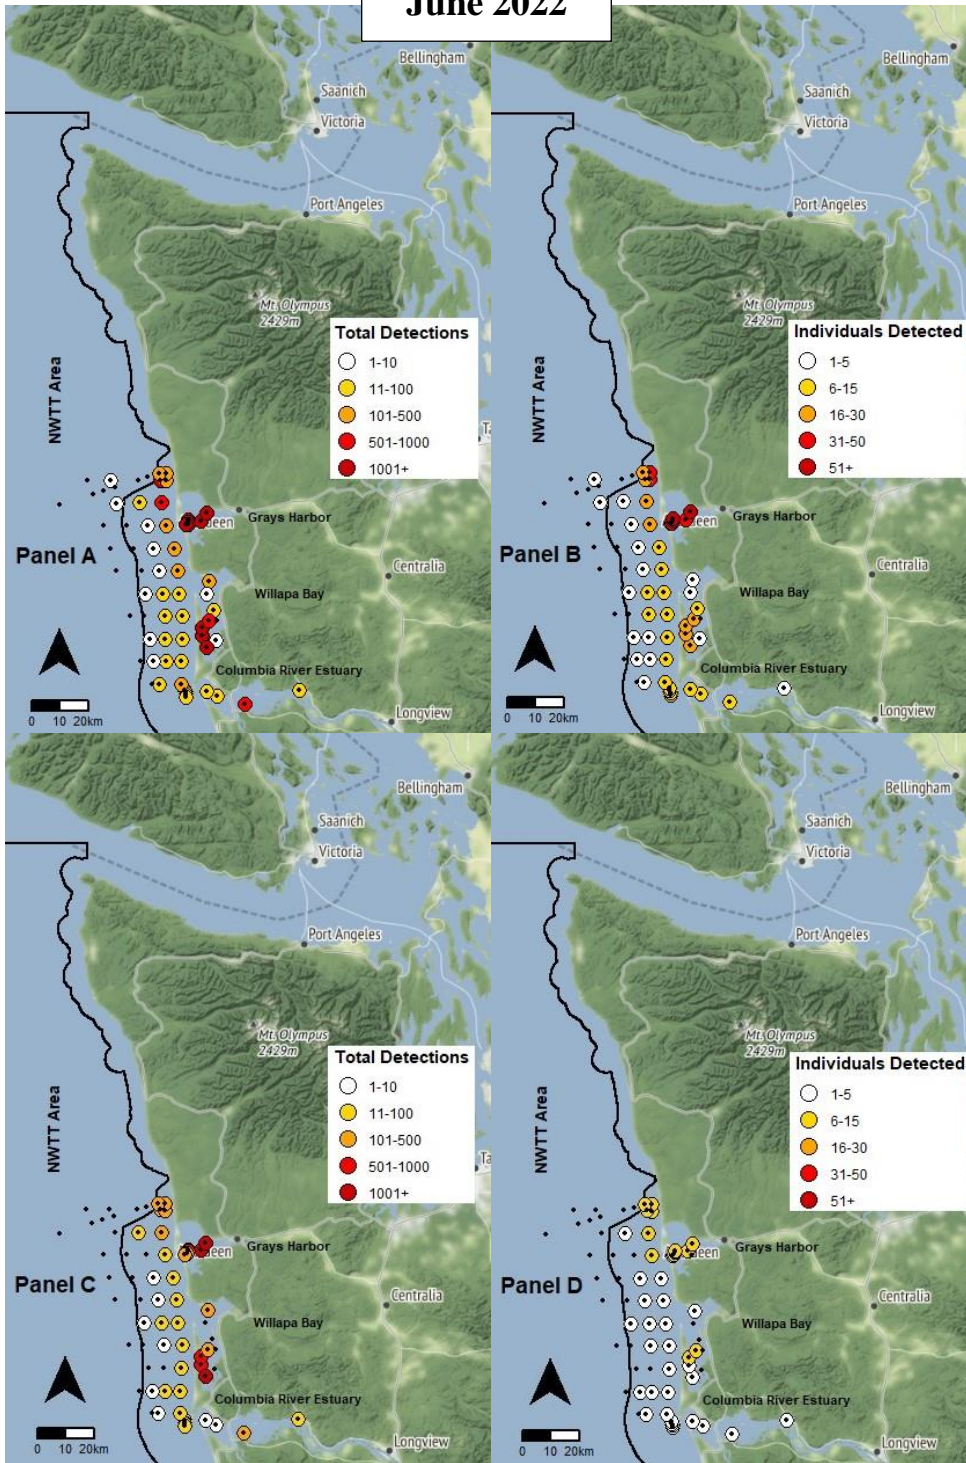 June 2022
Bellingham
Saanich
Victoria
Port Angeles
Mt. Olympus
2429m
NWTT Area
Total Detections
1-10
11-100
101-500
501-1000
1001+
Ta
een
Grays Harbor
Panel A
Centralia
Willapa Bay
Columbia River Estuary
Longview
0 10 20km
Bellingham
Saanich
Victoria
Port Angeles
Mt. Olympus
2429m
NWTT Area
Individuals Detected
1-5
6-15
16-30
31-50
51+
een
Grays Harbor
Panel B
Centralia
Willapa Bay
Columbia River Estuary
Longview
0 10 20km
Bellingham
Saanich
Victoria
Port Angeles
Mt. Olympus
2429m
NWTT Area
Total Detections
1-10
11-100
101-500
501-1000
1001+
Ta
een
Grays Harbor
Panel C
Centralia
Willapa Bay
Columbia River Estuary
Longview
0 10 20km
Bellingham
Saanich
Victoria
Port Angeles
Mt. Olympus
2429m
NWTT Area
Individuals Detected
1-5
6-15
16-30
31-50
51+
een
Grays Harbor
Panel D
Centralia
Willapa Bay
Columbia River Estuary
Longview
0 10 20km